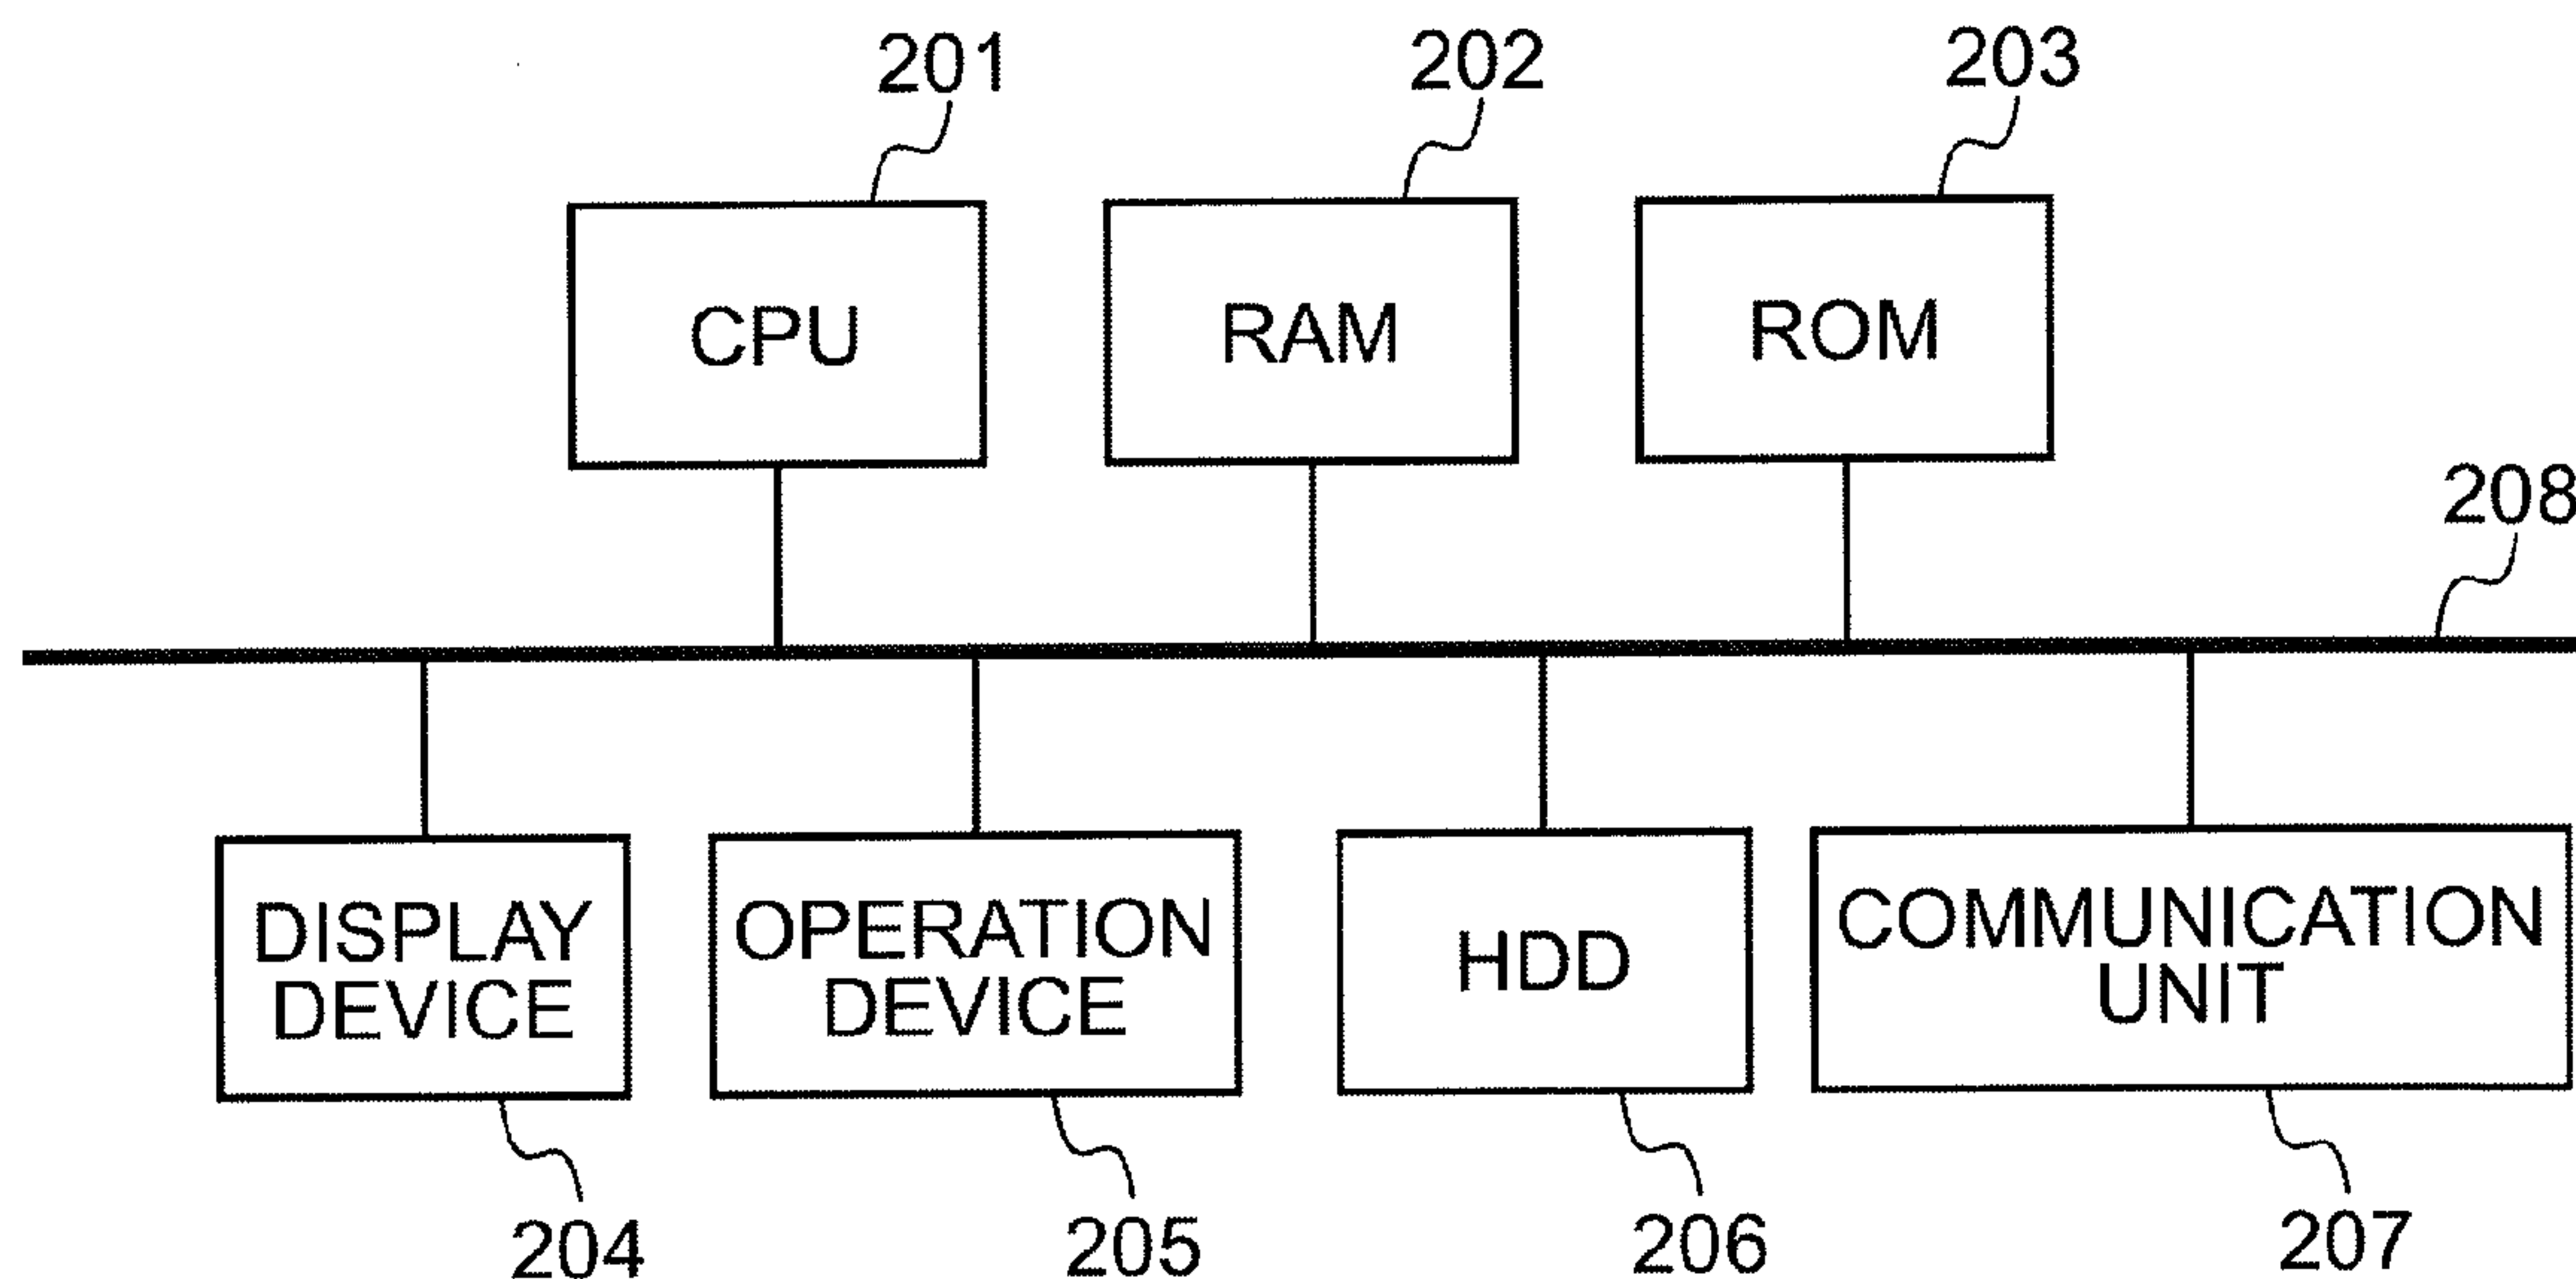 201
202
203
CPU
RAM
ROM
208
DISPLAY
DEVICE
OPERATION
DEVICE
HDD
COMMUNICATION
UNIT
204
205
206
207